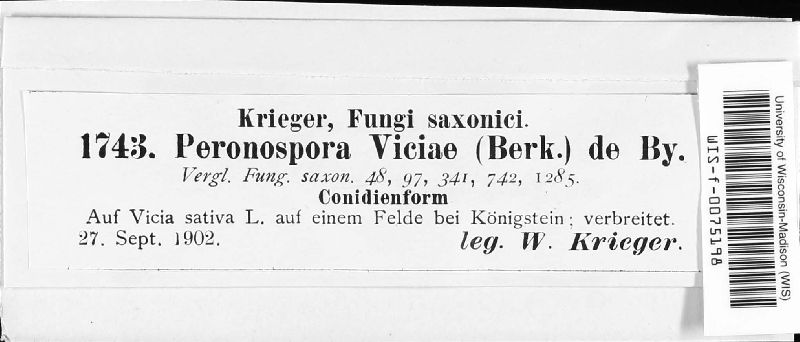 Krieger, Fungi saxonici.
1743. Peronospora Viciae (Berk.) de By.
Vergl. Fung. saxon. 48, 97, 341, 742, 1285.
Conidienform
Auf Vicia sativa L. auf einem Felde bei Königstein; verbreitet.
27. Sept. 1902.
leg. W. Krieger.
University of Wisconsin-Madison (WIS)
WIS-f-0075198